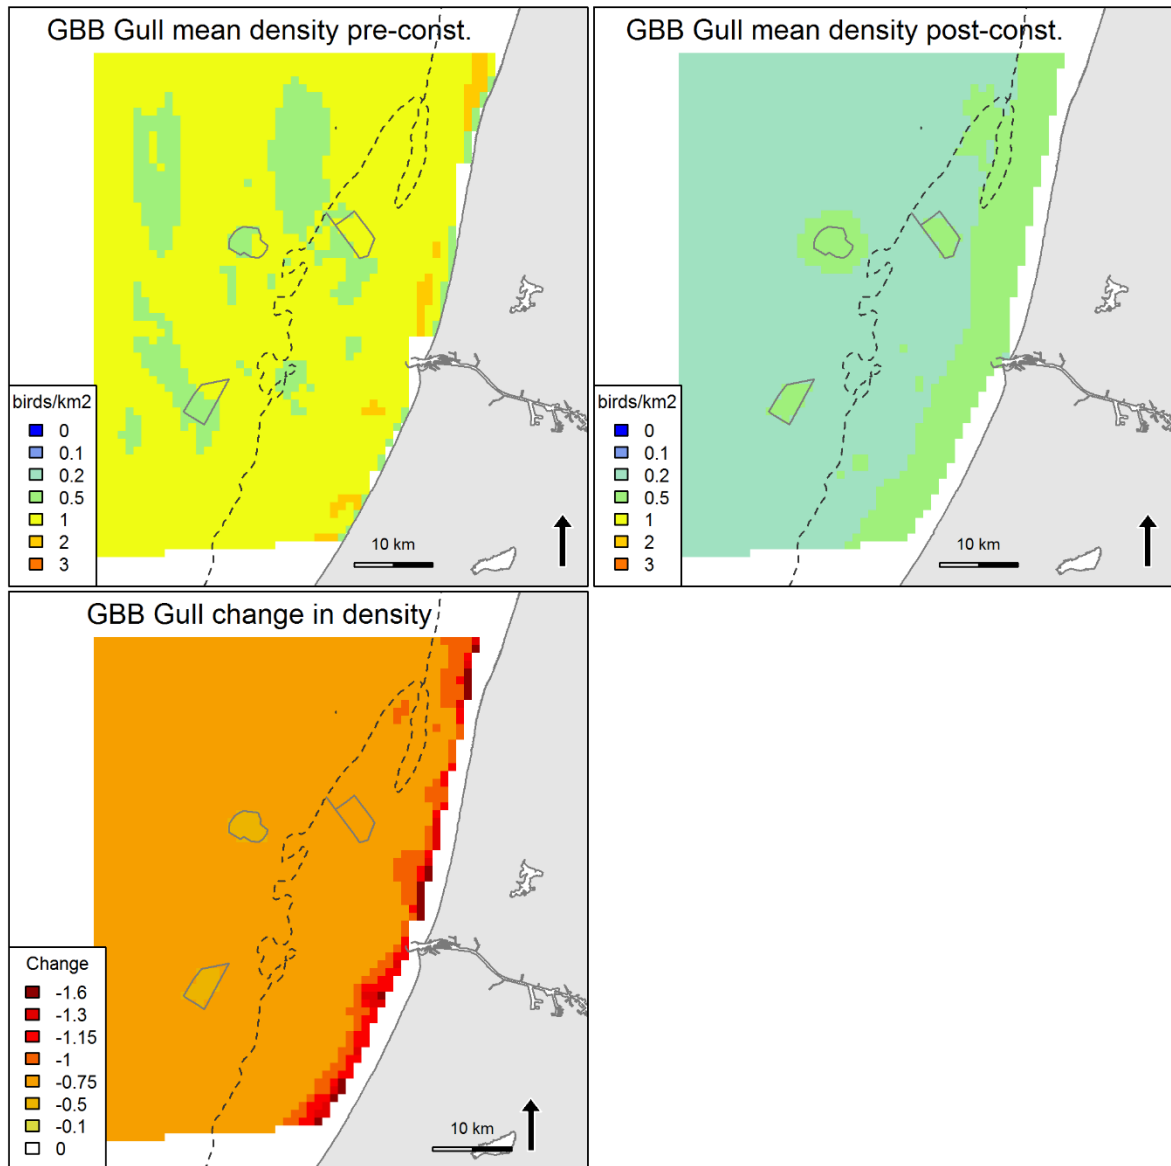 GBB Gull mean density pre-const.
birds/km2
0
0.1
0.2
0.5
1
2
3
10 km
GBB Gull mean density post-const.
birds/km2
0
0.1
0.2
0.5
1
2
3
10 km
GBB Gull change in density
Change
-1.6
-1.3
-1.15
-1
-0.75
-0.5
-0.1
0
10 km